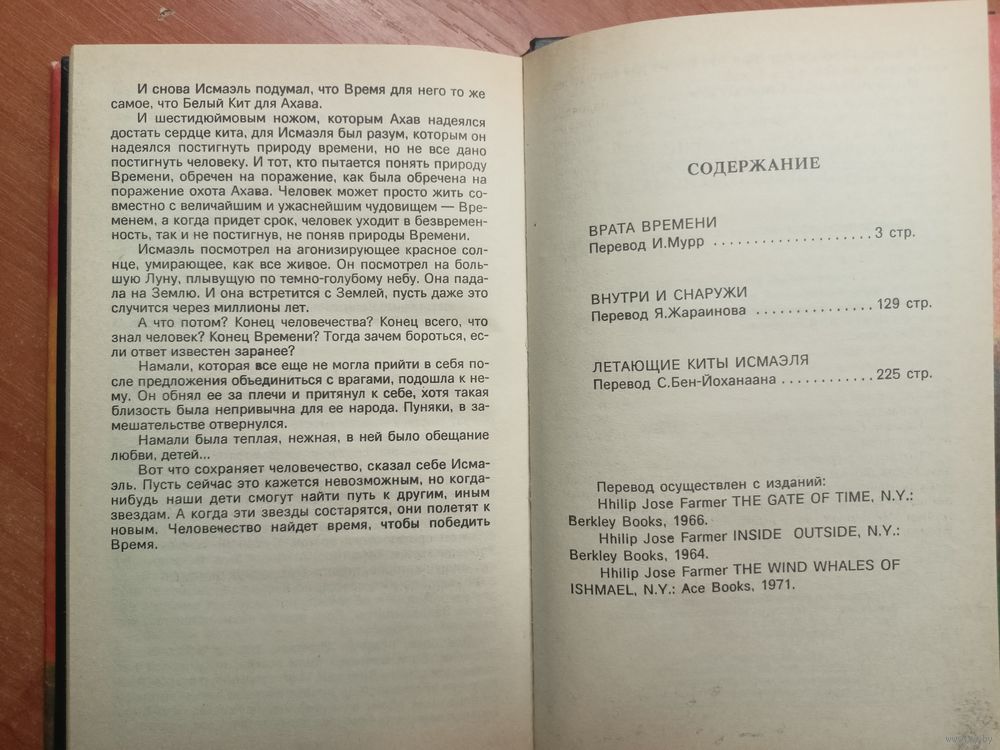 И снова Исмаэль подумал, что Время для него то же
самое, что Белый Кит для Ахава.
И шестидюймовым ножом, которым Ахав надеялся
достать сердце кита, для Исмаэля был разум, которым он
надеялся постигнуть природу времени, но не все дано
постигнуть человеку. И тот, кто пытается понять природу
Времени, обречен на поражение, как была обречена на
поражение охота Ахава. Человек может просто жить со-
вместно с величайшим и ужаснейшим чудовищем — Вре-
менем, а когда придет срок, человек уходит в безвремен-
ность, так и не постигнув, не поняв природы Времени.
Исмаэль посмотрел на агонизирующее красное сол-
нце, умирающее, как все живое. Он посмотрел на боль-
шую Луну, плывущую по темно-голубому небу. Она пада-
ла на Землю. И она встретится с Землей, пусть даже это
случится через миллионы лет.
А что потом? Конец человечества? Конец всего, что
знал человек? Конец Времени? Тогда зачем бороться, ес-
ли ответ известен заранее?
Намали, которая все еще не могла прийти в себя по-
сле предложения объединиться с врагами, подошла к не-
му. Он обнял ее за плечи и притянул к себе, хотя такая
близость была непривычна для ее народа. Пуняки, в за-
мешательстве отвернулся.
Намали была теплая, нежная, в ней было обещание
любви, детей...
Вот что сохраняет человечество, сказал себе Исма-
эль. Пусть сейчас это кажется невозможным, но когда-
нибудь наши дети смогут найти путь к другим, иным
звездам. А когда эти звезды состарятся, они полетят к
новым. Человечество найдет время, чтобы победить
Время.
СОДЕРЖАНИЕ
ВРАТА ВРЕМЕНИ
Перевод И.Мурр . . . . . . . . . . . . . . . . . . . . 3 стр.
ВНУТРИ И СНАРУЖИ
Перевод Я.Жараинова . . . . . . . . . . . . . . . 129 стр.
ЛЕТАЮЩИЕ КИТЫ ИСМАЭЛЯ
Перевод С.Бен-Йоханаана . . . . . . . . . . . . 225 стр.
Перевод осуществлен с изданий:
Hhilip Jose Farmer THE GATE OF TIME, N.Y.:
Berkley Books, 1966.
Hhilip Jose Farmer INSIDE OUTSIDE, N.Y.:
Berkley Books, 1964.
Hhilip Jose Farmer THE WIND WHALES OF
ISHMAEL, N.Y.: Ace Books, 1971.